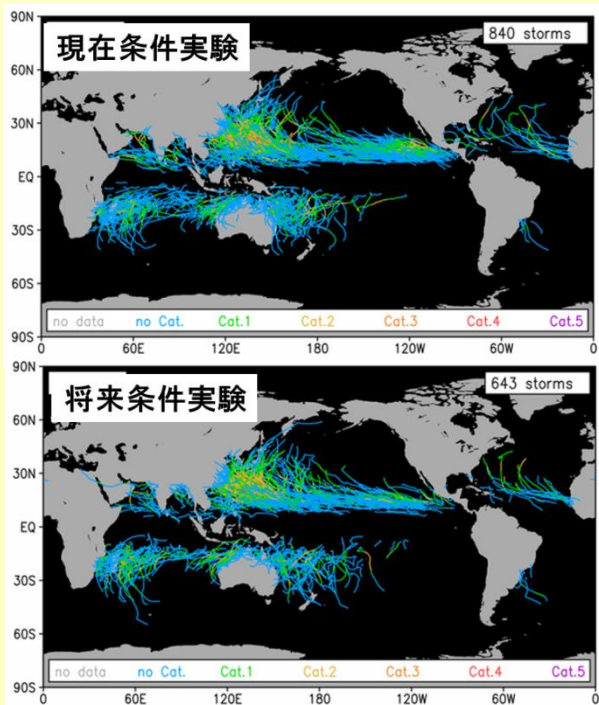 90N
840 storms
現在条件実験
60N
30N
EQ
30S
60S
no data no Cat. Cat.1 Cat.2 Cat.3 Cat.4 Cat.5
90S
0 60E 120E 180 120W 60W 0
90N
643 storms
将来条件実験
60N
30N
EQ
30S
60S
no data no Cat. Cat.1 Cat.2 Cat.3 Cat.4 Cat.5
90S
0 60E 120E 180 120W 60W 0